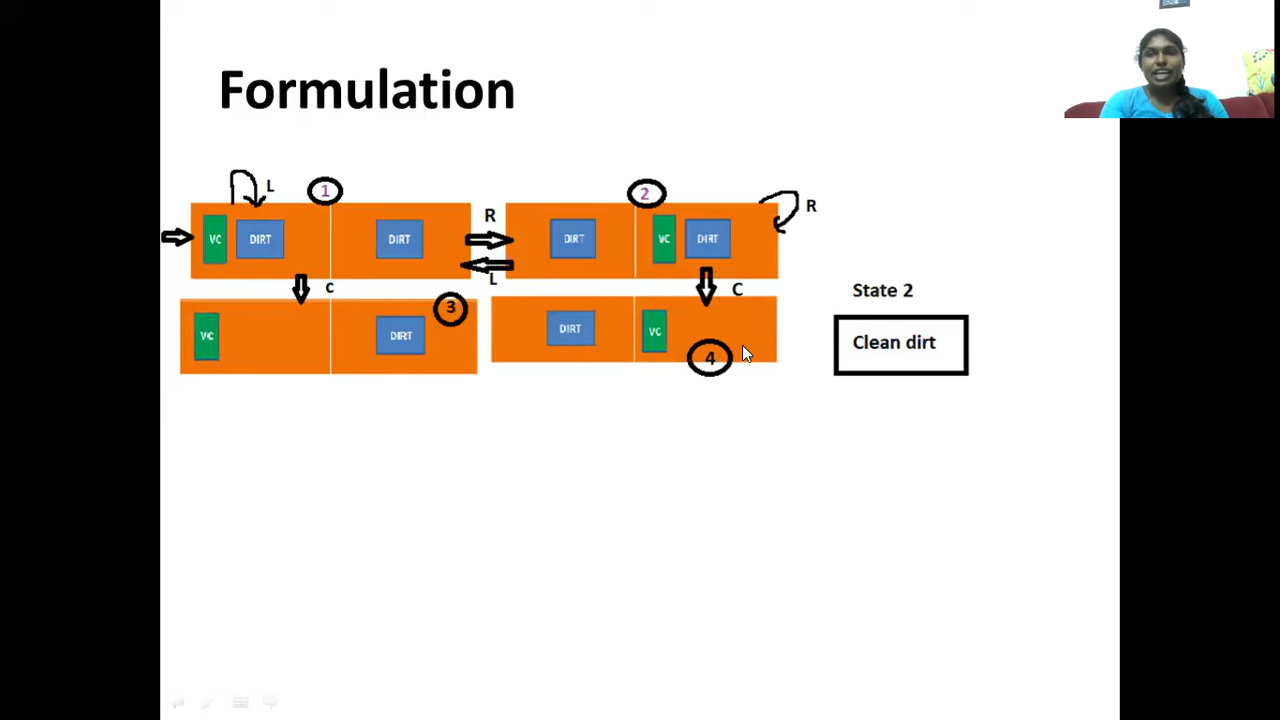 Formulation
L
1
2
R
VC DIRT DIRT
R
L
DIRT VC DIRT
c
C
VC DIRT
3
DIRT VC
4
State 2
Clean dirt